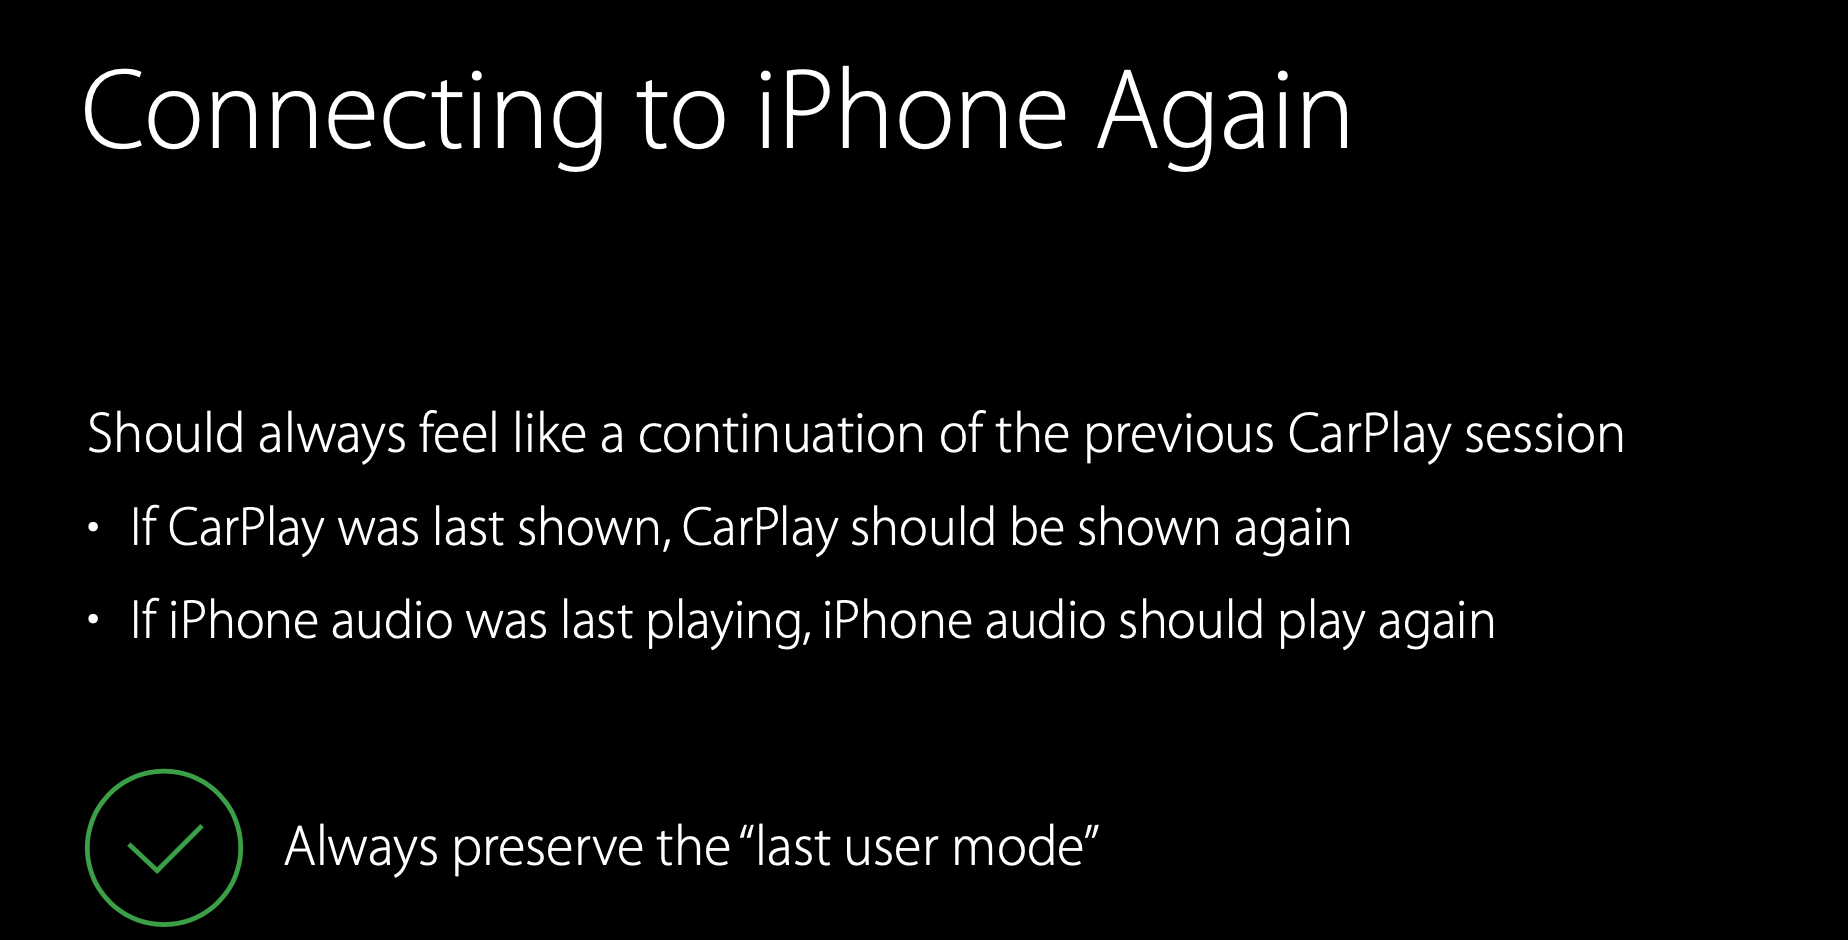 Connecting to iPhone Again
Should always feel like a continuation of the previous CarPlay session
• If CarPlay was last shown, CarPlay should be shown again
• If iPhone audio was last playing, iPhone audio should play again
Always preserve the “last user mode”